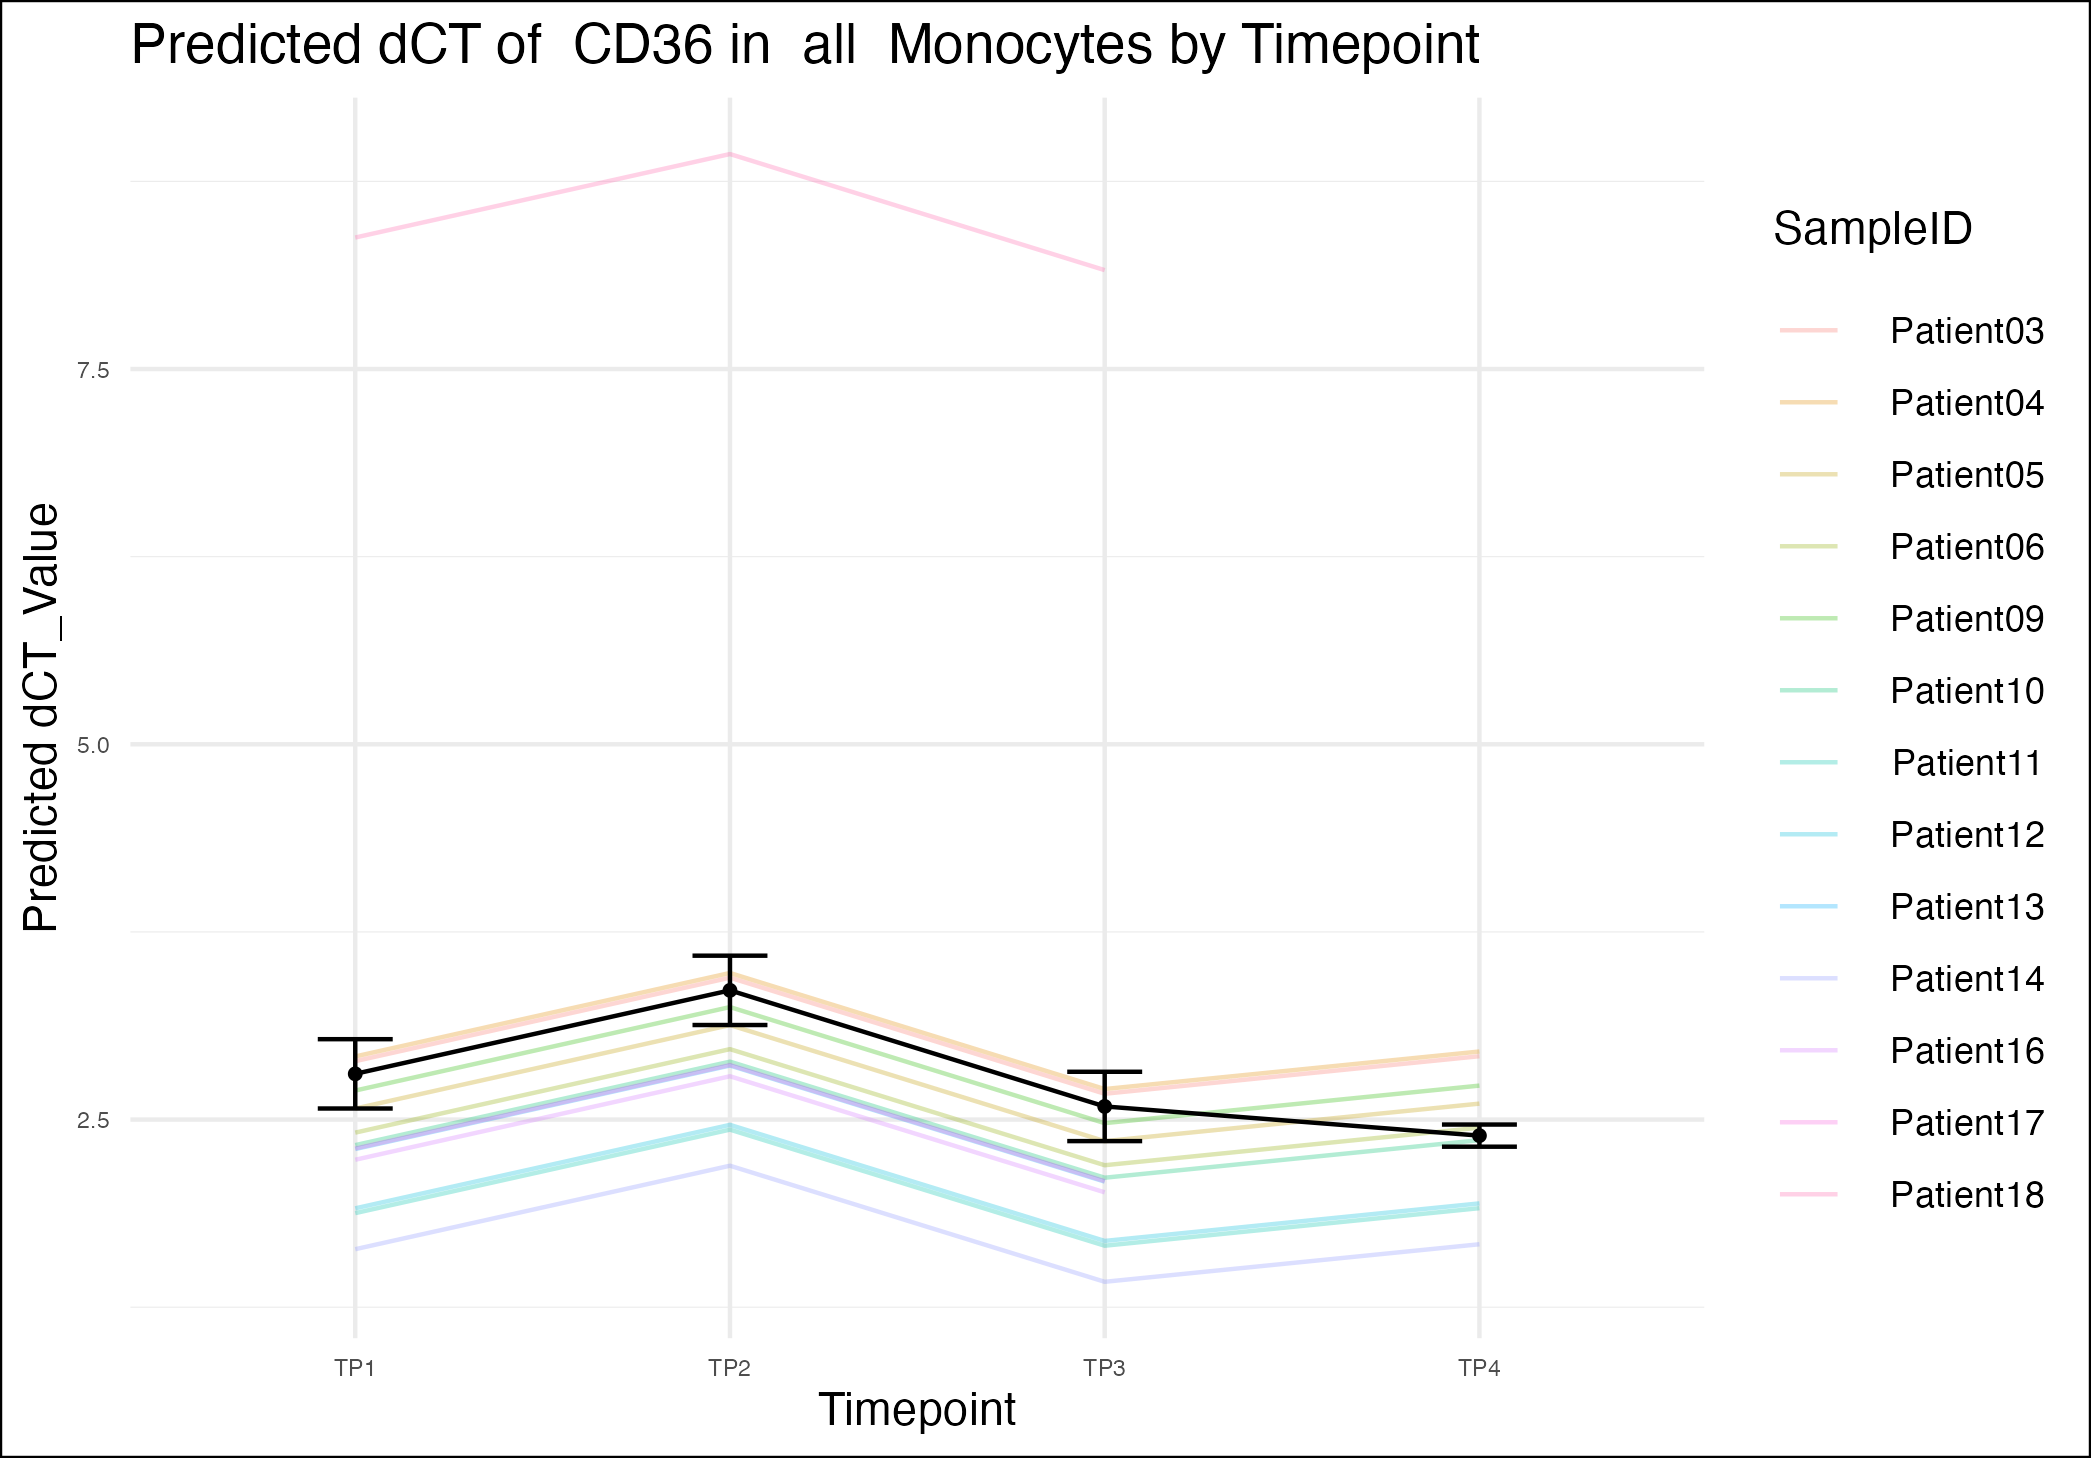 Predicted dCT of  CD36 in  all  Monocytes by Timepoint
Predicted dCT_Value
7.5
5.0
2.5
TP1
TP2
TP3
TP4
Timepoint
SampleID
Patient03
Patient04
Patient05
Patient06
Patient09
Patient10
Patient11
Patient12
Patient13
Patient14
Patient16
Patient17
Patient18